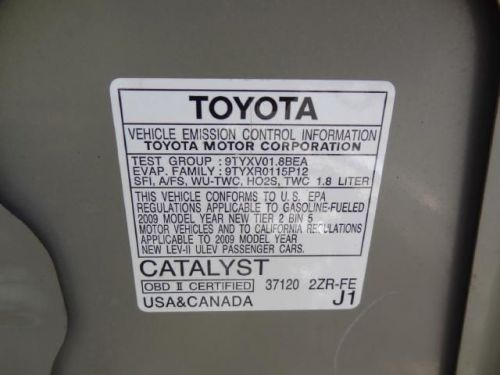 TOYOTA
VEHICLE EMISSION CONTROL INFORMATION
TOYOTA MOTOR CORPORATION
TEST GROUP : 9TYXV01.8BEA
EVAP. FAMILY : 9TYXR0115P12
SFI, A/FS, WU-TWC, HO2S, TWC 1.8 LITER
THIS VEHICLE CONFORMS TO U.S. EPA
REGULATIONS APPLICABLE TO GASOLINE-FUELED
2009 MODEL YEAR NEW TIER 2 BIN 5
MOTOR VEHICLES AND TO CALIFORNIA REGULATIONS
APPLICABLE TO 2009 MODEL YEAR
NEW LEV-II ULEV PASSENGER CARS.
CATALYST
OBD II CERTIFIED 37120 2ZR-FE
USA&CANADA J1